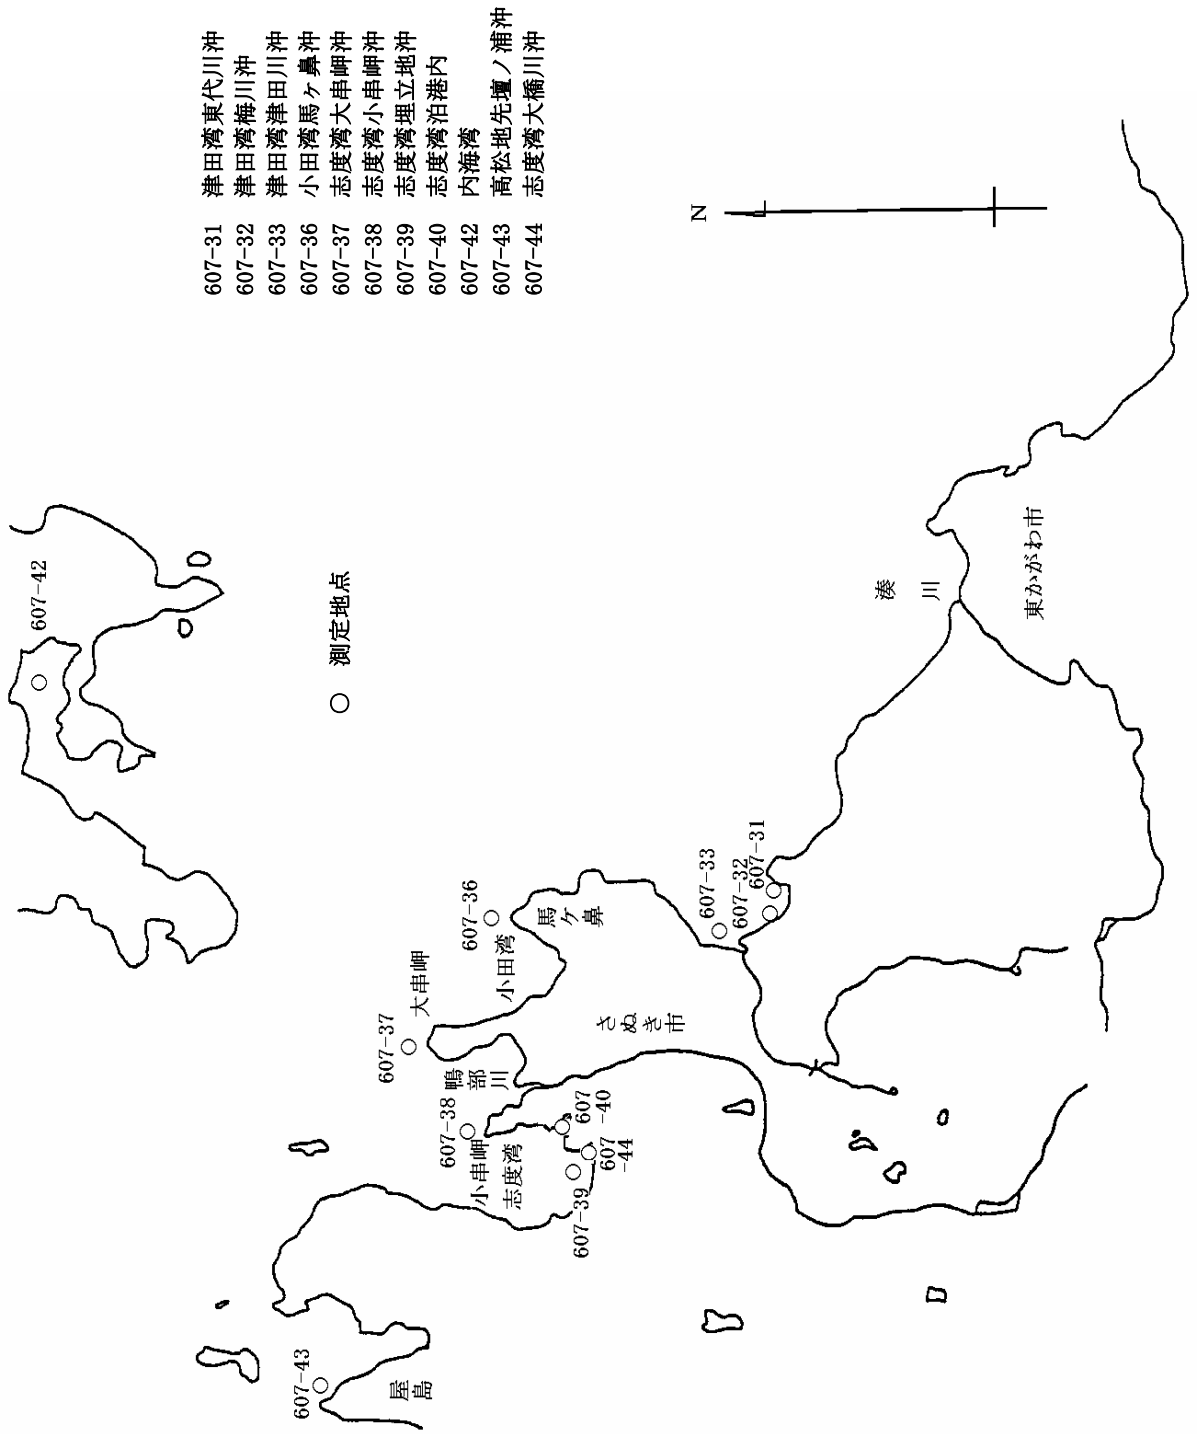 607-31 津田湾東代川沖
607-32 津田湾梅川沖
607-33 津田湾津田川沖
607-36 小田湾馬ヶ鼻沖
607-37 志度湾大串岬沖
607-38 志度湾小串岬沖
607-39 志度湾埋立地沖
607-40 志度湾泊港内
607-42 内海湾
607-43 高松地先壇ノ浦沖
607-44 志度湾大橋川沖
N
607-42
○ 測定地点
607-43
屋島
607-38
小串岬
志度湾
607-39
607
-44
607
-40
鴨部川
607-37
大串岬
607-36
小田湾
馬ヶ鼻
さぬき市
607-33
607-32
607-31
湊川
東かがわ市